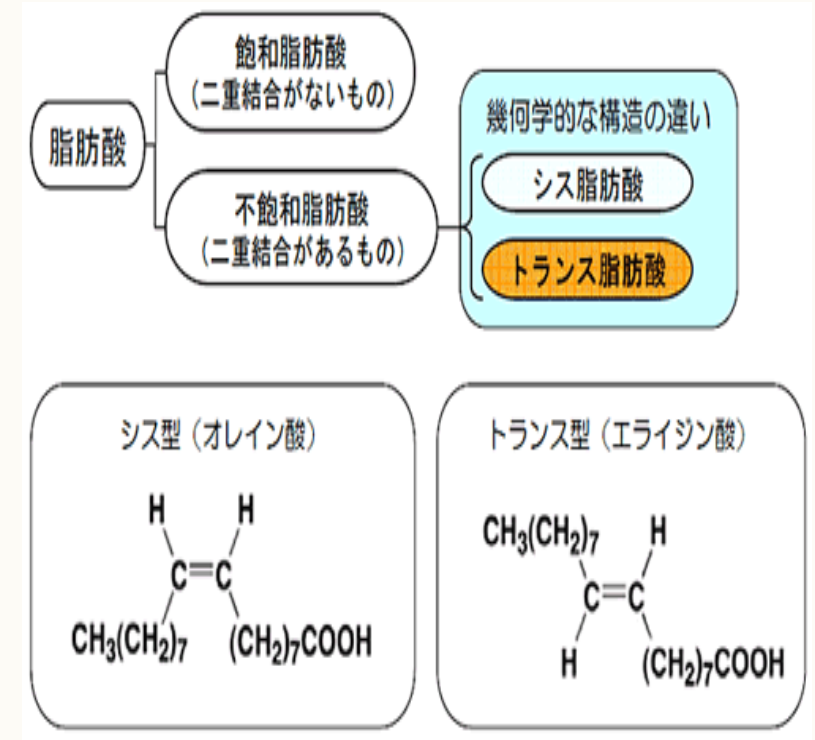 脂肪酸
飽和脂肪酸
(二重結合がないもの)
不飽和脂肪酸
(二重結合があるもの)
幾何学的な構造の違い
シス脂肪酸
トランス脂肪酸
シス型(オレイン酸)
H H
C=C
CH₃(CH₂)₇ (CH₂)₇COOH
トランス型(エライジン酸)
CH₃(CH₂)₇ H
C=C
H (CH₂)₇COOH